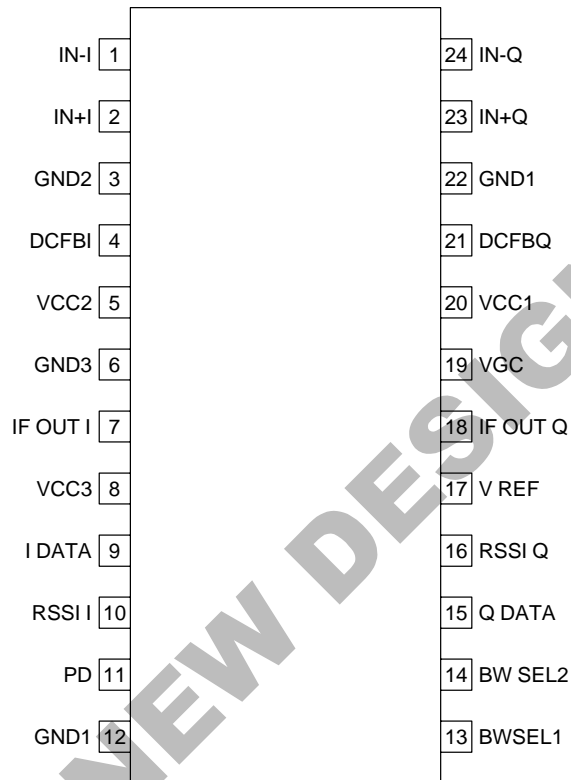 IN-I 1
24 IN-Q
IN+I 2
23 IN+Q
GND2 3
22 GND1
DCFBI 4
21 DCFBQ
VCC2 5
20 VCC1
GND3 6
19 VGC
IF OUT I 7
18 IF OUT Q
VCC3 8
17 V REF
I DATA 9
16 RSSI Q
RSSI I 10
15 Q DATA
PD 11
14 BW SEL2
GND1 12
13 BWSEL1
NEW DESIG